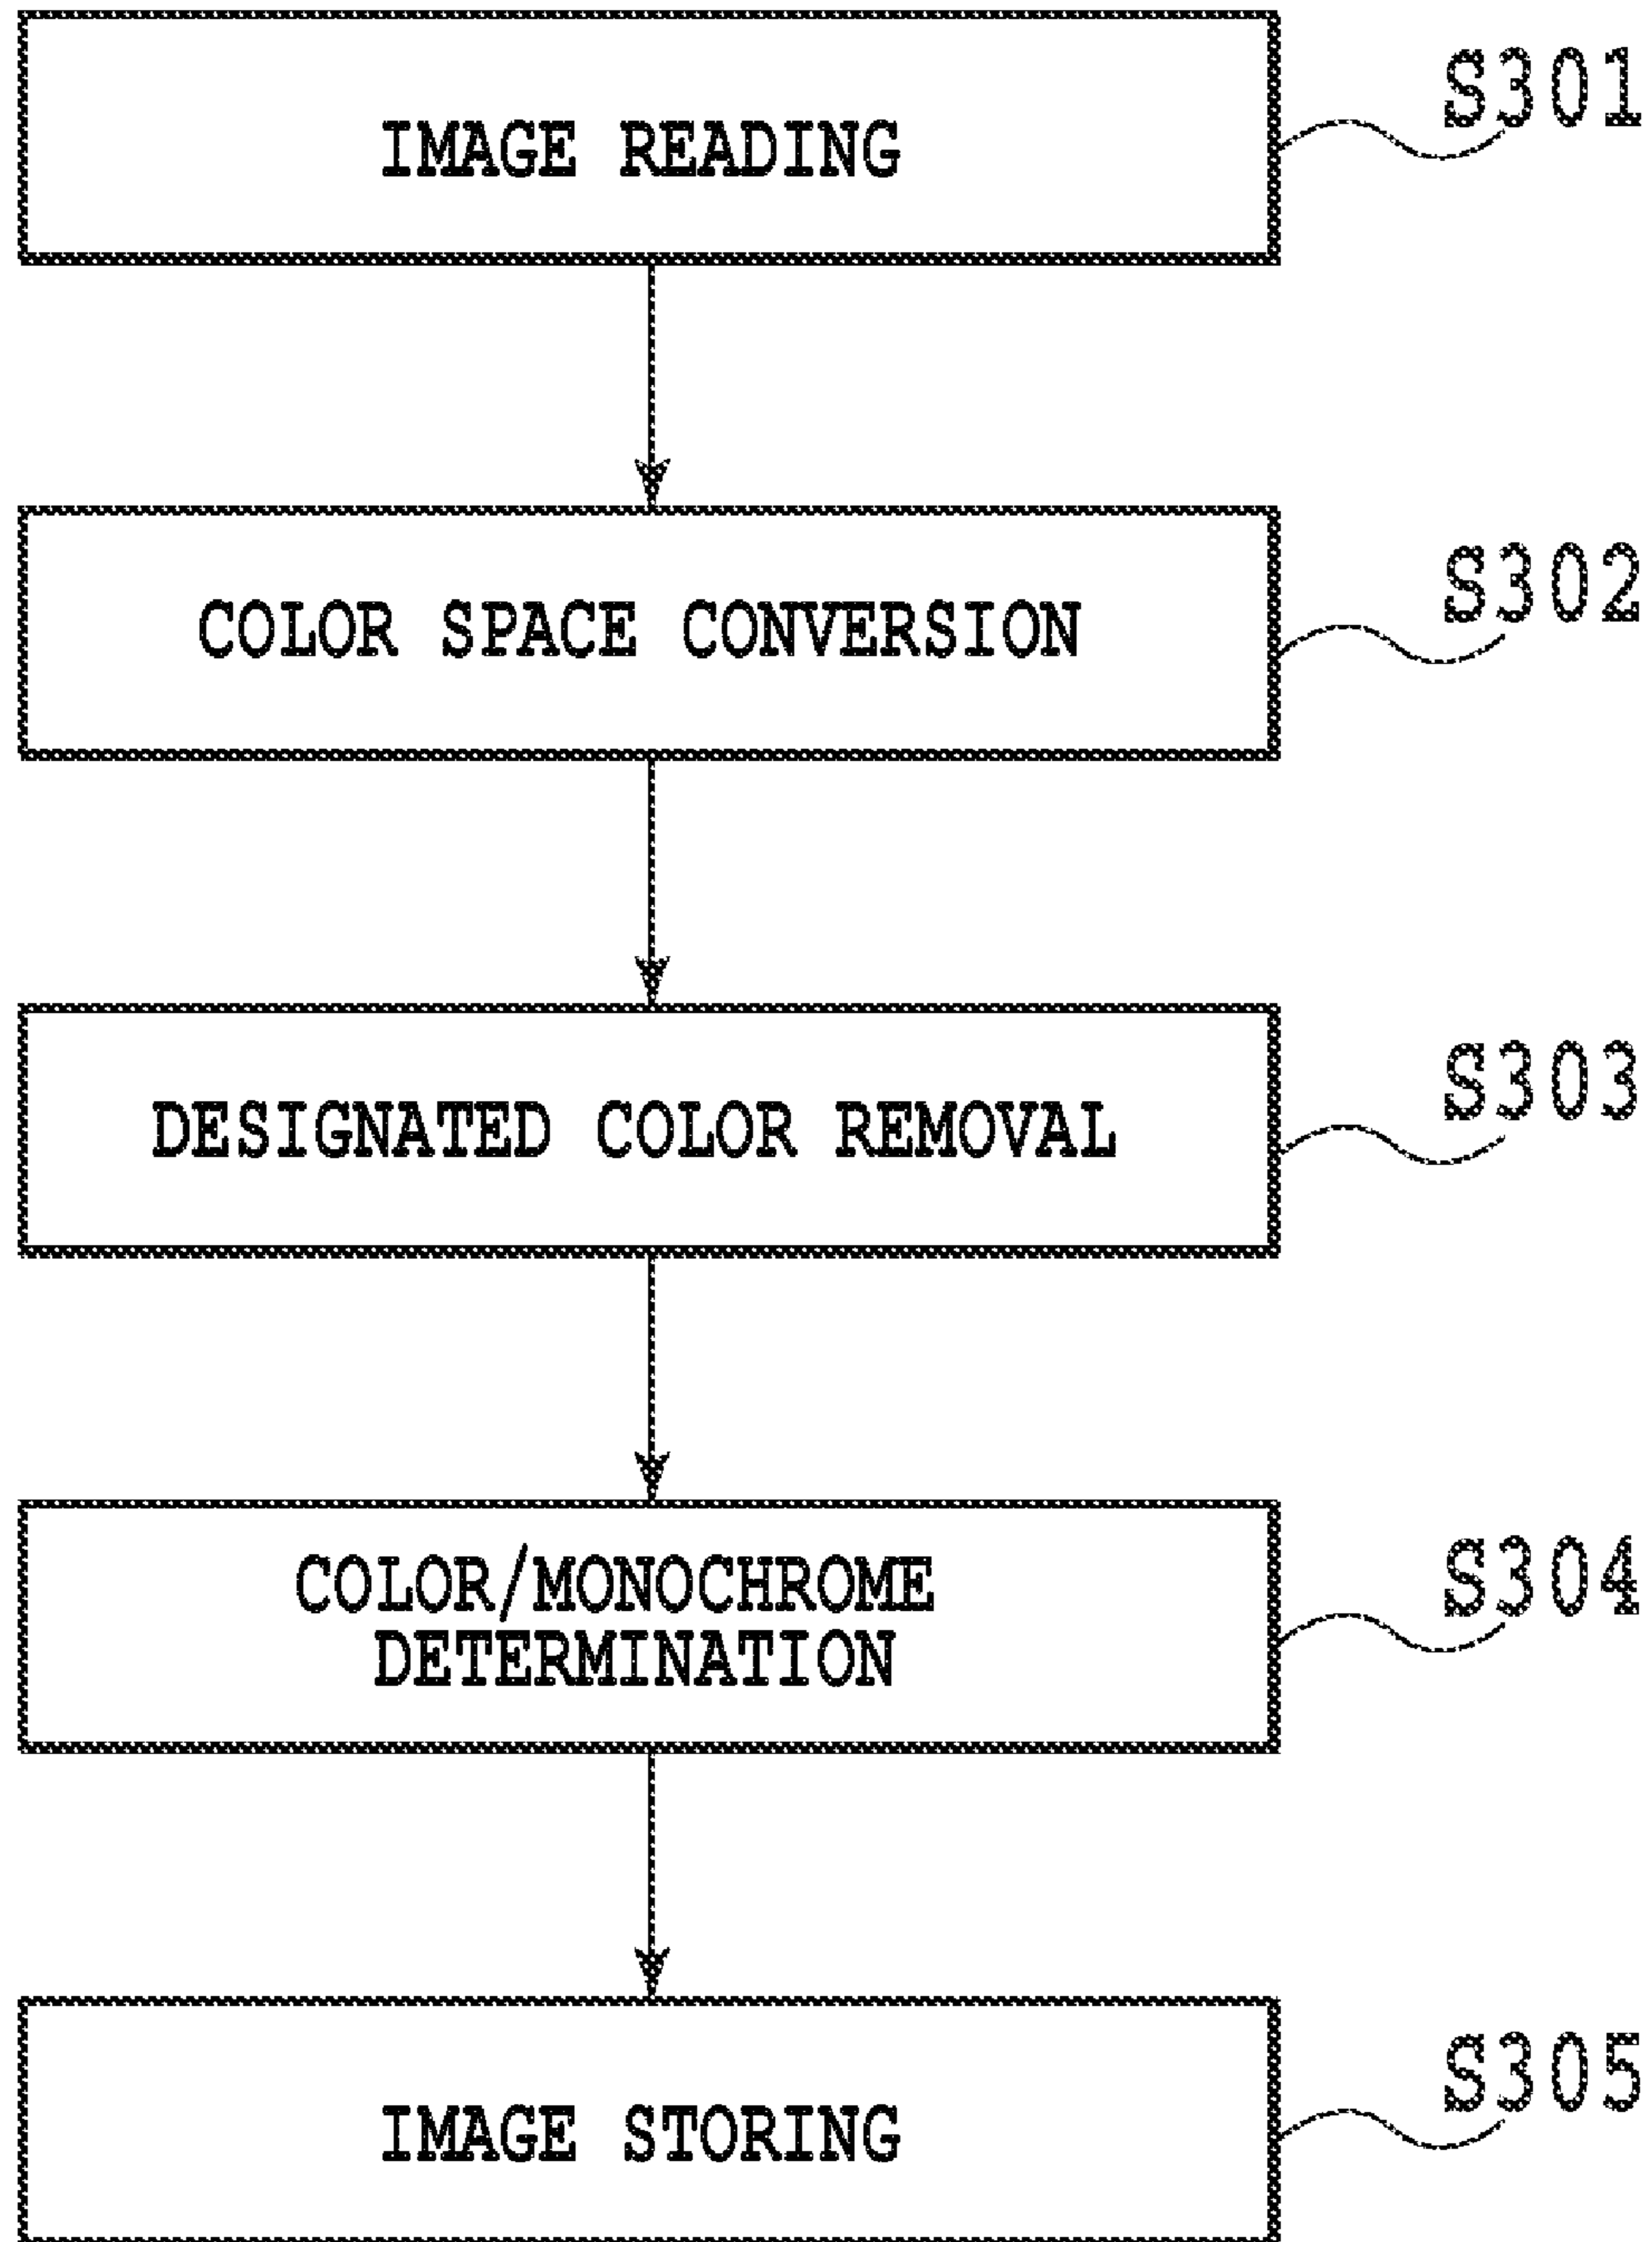 IMAGE READING
S301
COLOR SPACE CONVERSION
S302
DESIGNATED COLOR REMOVAL
S303
COLOR/MONOCHROME
DETERMINATION
S304
IMAGE STORING
S305